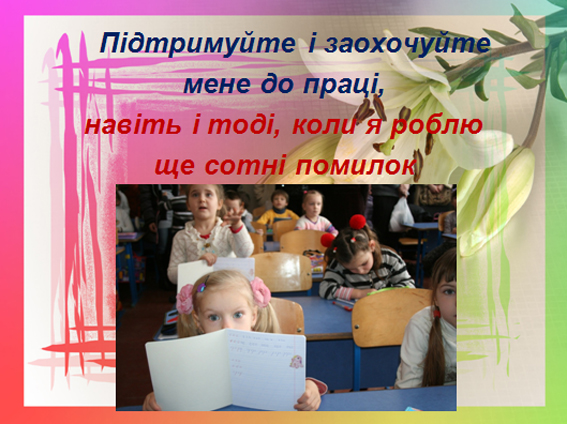 Підтримуйте і заохочуйте
мене до праці,
навіть і тоді, коли я роблю
ще сотні помилок